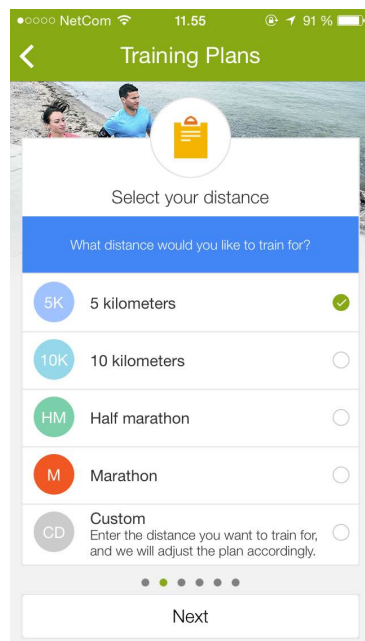 NetCom 11.55 91 %
Training Plans
Select your distance
What distance would you like to train for?
5K 5 kilometers
10K 10 kilometers
HM Half marathon
M Marathon
CD Custom
Enter the distance you want to train for,
and we will adjust the plan accordingly.
Next